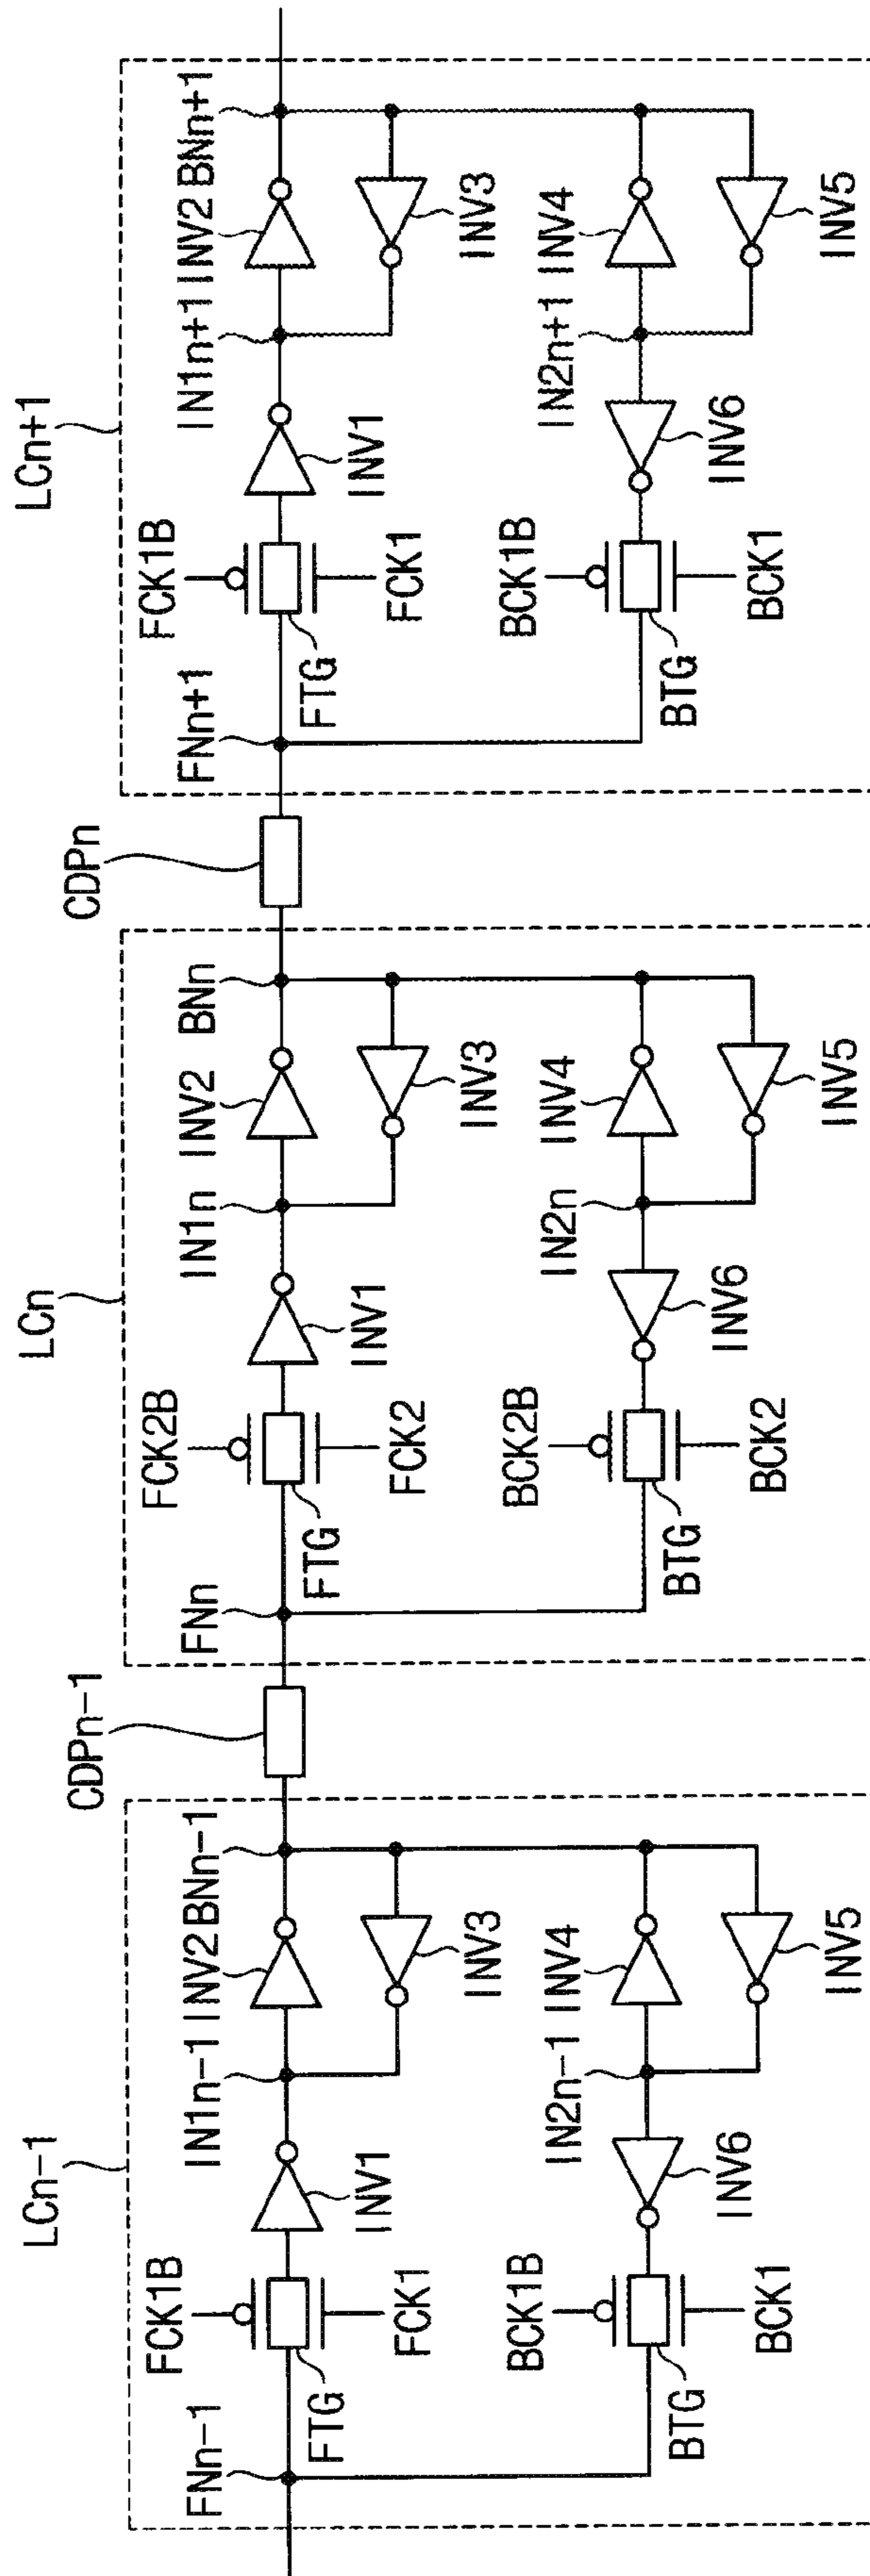 LCn-1
FNn-1
FCK1B
FTG
FCK1
INV1
IN1n-1
INV2
BNn-1
INV3
BCK1B
BTG
BCK1
INV6
IN2n-1
INV4
INV5
CDPn-1
LCn
FNn
FCK2B
FTG
FCK2
INV1
IN1n
INV2
BNn
INV3
BCK2B
BTG
BCK2
INV6
IN2n
INV4
INV5
CDPn
LCn+1
FNn+1
FCK1B
FTG
FCK1
INV1
IN1n+1
INV2
BNn+1
INV3
BCK1B
BTG
BCK1
INV6
IN2n+1
INV4
INV5